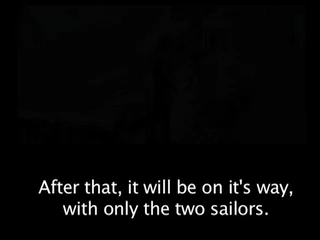 After that, it will be on it's way,
with only the two sailors.